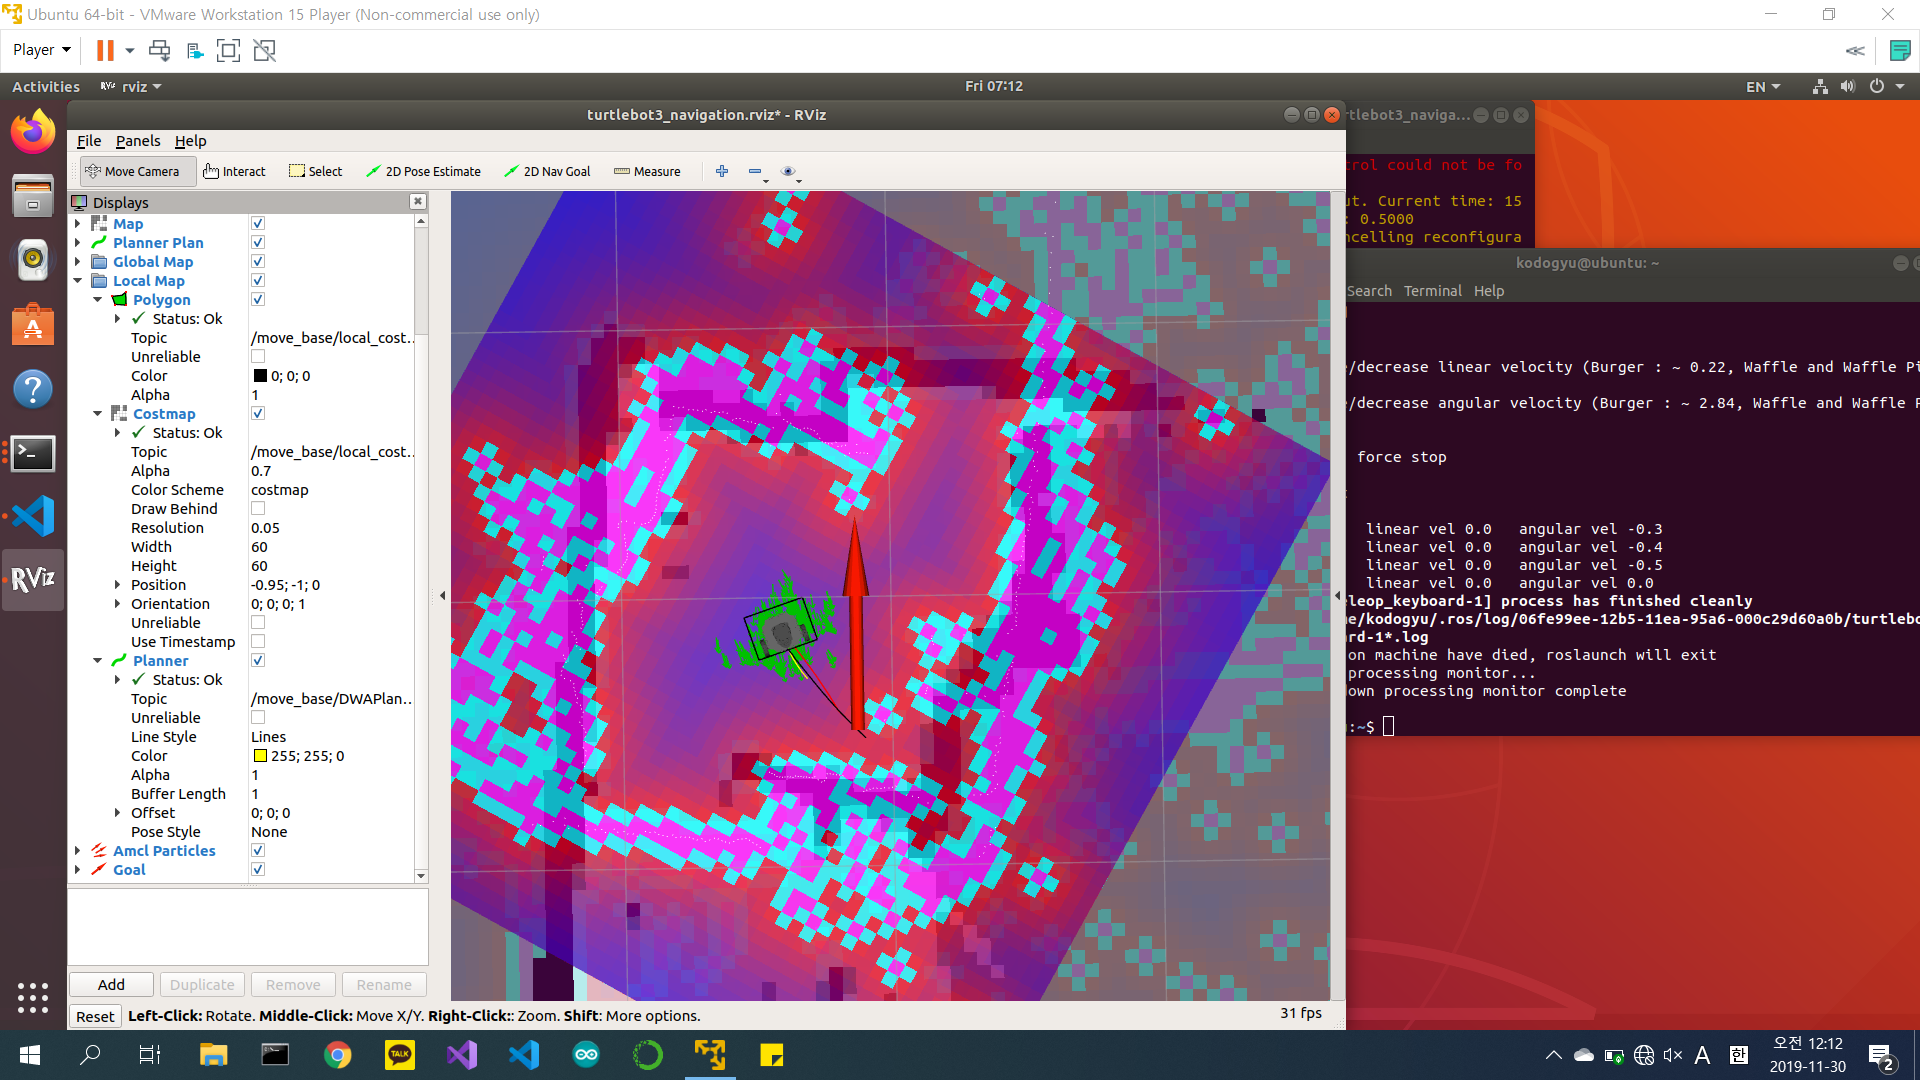 Ubuntu 64-bit - VMware Workstation 15 Player (Non-commercial use only)
Player
Activities
RViz rviz
Fri 07:12
EN
turtlebot3_navigation.rviz* - RViz
File Panels Help
Move Camera Interact Select 2D Pose Estimate 2D Nav Goal Measure
Displays
Map
Planner Plan
Global Map
Local Map
Polygon
Status: Ok
Topic /move_base/local_cost...
Unreliable
Color 0; 0; 0
Alpha 1
Costmap
Status: Ok
Topic /move_base/local_cost...
Alpha 0.7
Color Scheme costmap
Draw Behind
Resolution 0.05
Width 60
Height 60
Position -0.95; -1; 0
Orientation 0; 0; 0; 1
Unreliable
Use Timestamp
Planner
Status: Ok
Topic /move_base/DWAPlan...
Unreliable
Line Style Lines
Color 255; 255; 0
Alpha 1
Buffer Length 1
Offset 0; 0; 0
Pose Style None
Amcl Particles
Goal
Add Duplicate Remove Rename
Reset Left-Click: Rotate. Middle-Click: Move X/Y. Right-Click:: Zoom. Shift: More options.
31 fps
RViz
rtlebot3_naviga...
trol could not be fo
ut. Current time: 15
: 0.5000
ncelling reconfigura
kodogyu@ubuntu: ~
Search Terminal Help
e/decrease linear velocity (Burger : ~ 0.22, Waffle and Waffle Pi
e/decrease angular velocity (Burger : ~ 2.84, Waffle and Waffle P
force stop
linear vel 0.0 angular vel -0.3
linear vel 0.0 angular vel -0.4
linear vel 0.0 angular vel -0.5
linear vel 0.0 angular vel 0.0
eleop_keyboard-1] process has finished cleanly
me/kodogyu/.ros/log/06fe99ee-12b5-11ea-95a6-000c29d60a0b/turtlebo
rd-1*.log
on machine have died, roslaunch will exit
processing monitor...
down processing monitor complete
u:~$
TALK
A 한
오전 12:12
2019-11-30
2